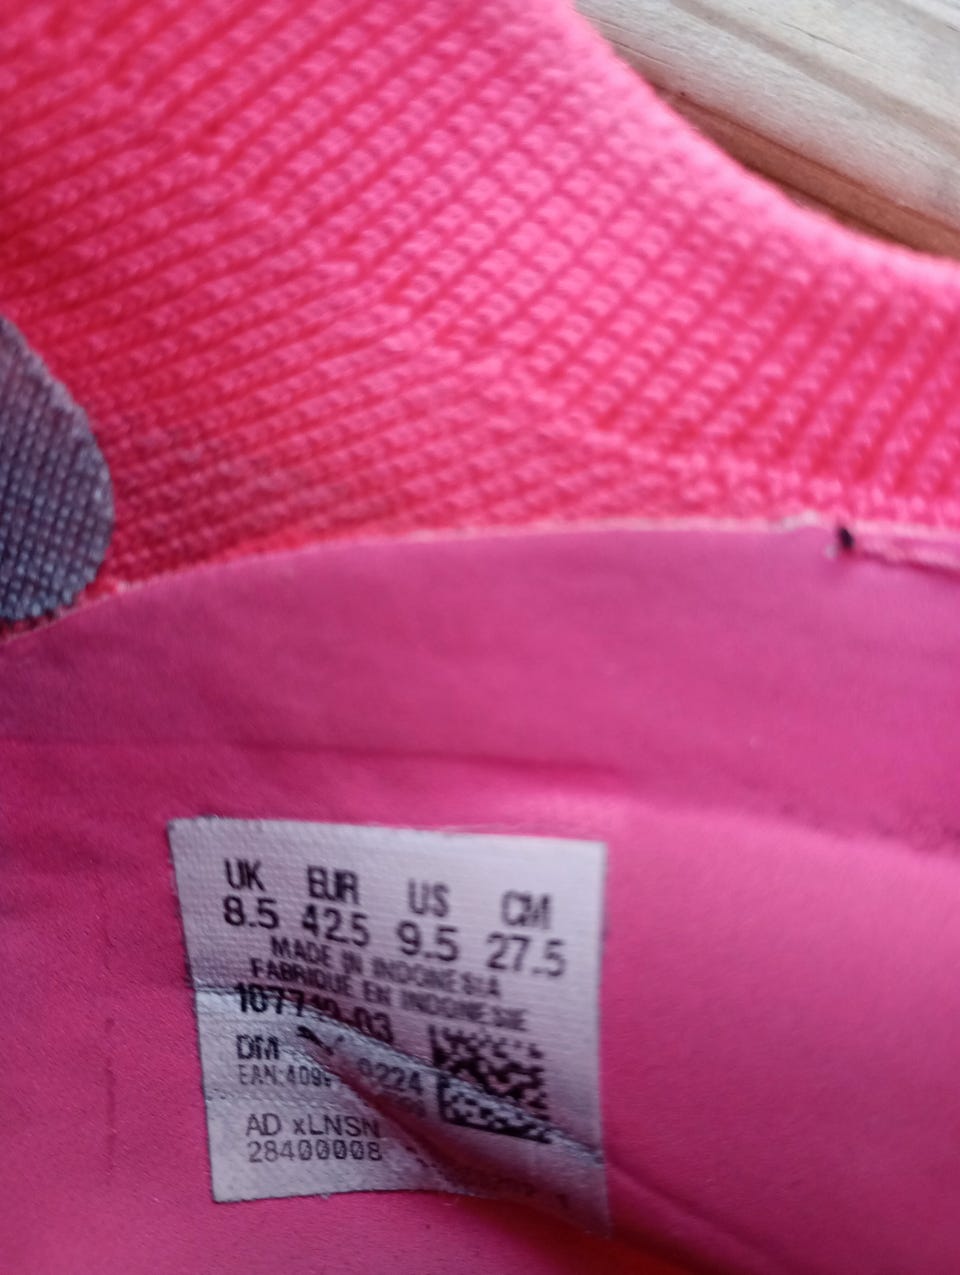 UK EUR US CM
8.5 42.5 9.5 27.5
MADE IN INDONESIA
FABRIQUE EN INDONESIE
DM 0224
AD xLNSN
28400008